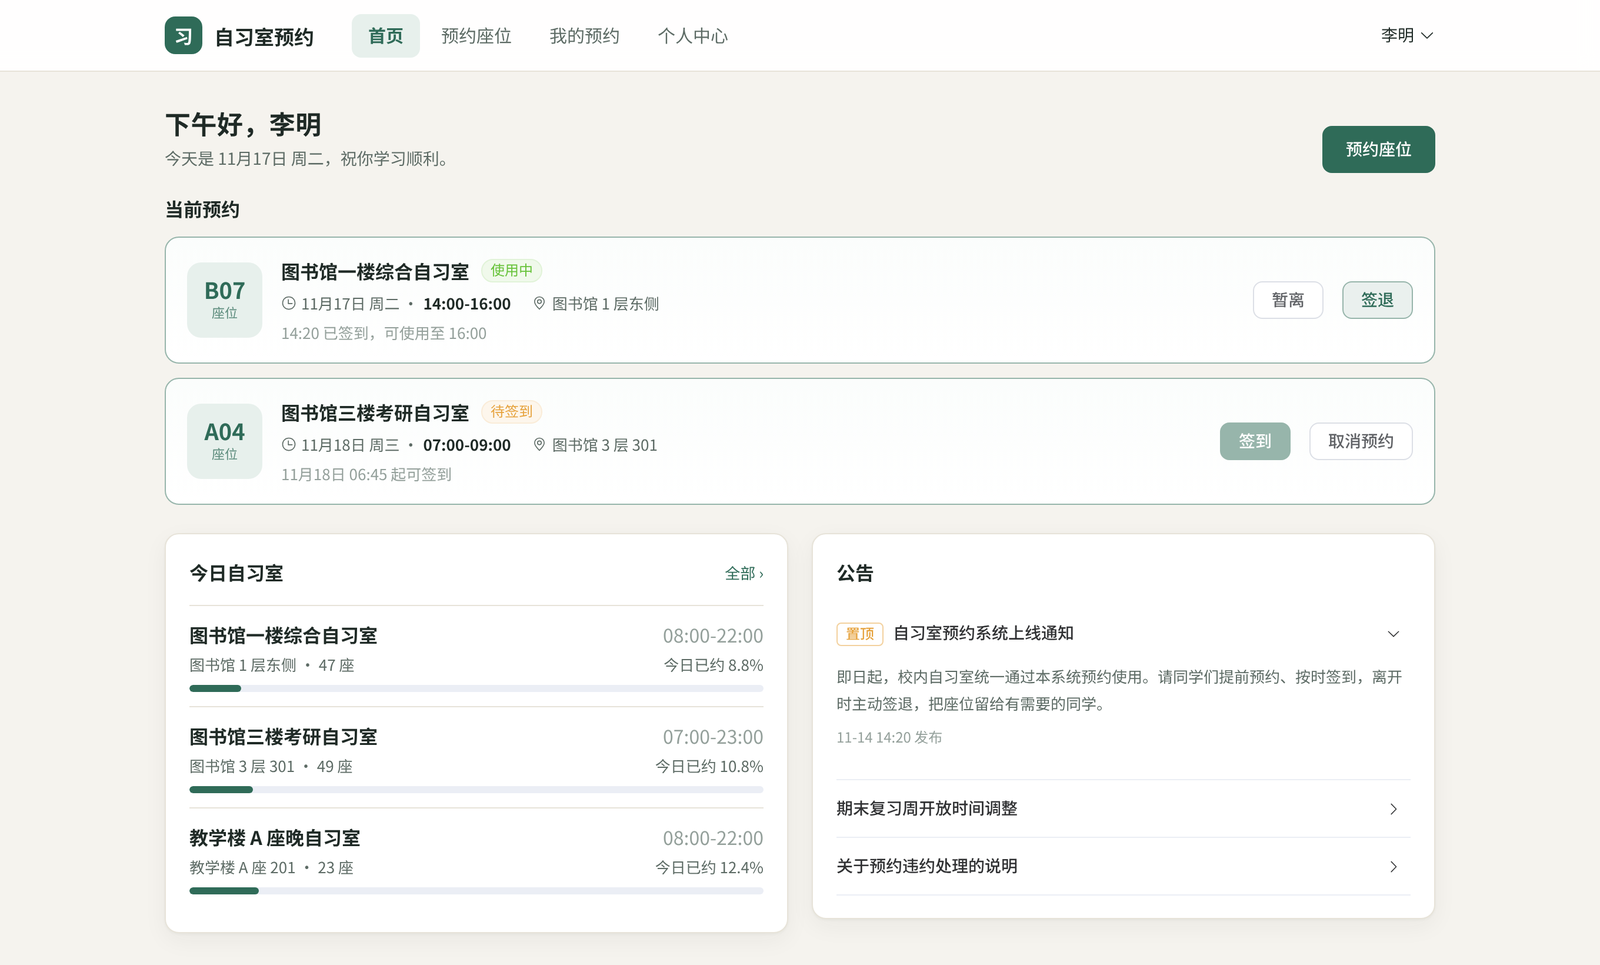 习 自习室预约 首页 预约座位 我的预约 个人中心 李明
下午好，李明
今天是 11月17日 周二，祝你学习顺利。
预约座位
当前预约
B07
座位
图书馆一楼综合自习室 使用中
11月17日 周二 · 14:00-16:00 图书馆 1 层东侧
14:20 已签到，可使用至 16:00
暂离 签退
A04
座位
图书馆三楼考研自习室 待签到
11月18日 周三 · 07:00-09:00 图书馆 3 层 301
11月18日 06:45 起可签到
签到 取消预约
今日自习室 全部 ›
图书馆一楼综合自习室 08:00-22:00
图书馆 1 层东侧 · 47 座 今日已约 8.8%
图书馆三楼考研自习室 07:00-23:00
图书馆 3 层 301 · 49 座 今日已约 10.8%
教学楼 A 座晚自习室 08:00-22:00
教学楼 A 座 201 · 23 座 今日已约 12.4%
公告
置顶 自习室预约系统上线通知
即日起，校内自习室统一通过本系统预约使用。请同学们提前预约、按时签到，离开
时主动签退，把座位留给有需要的同学。
11-14 14:20 发布
期末复习周开放时间调整
关于预约违约处理的说明